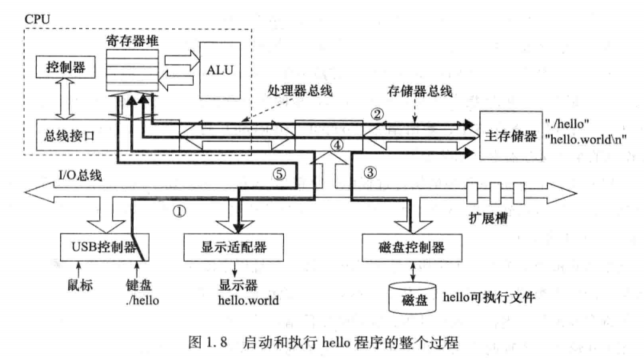 CPU
寄存器堆
控制器
ALU
处理器总线
存储器总线
②
总线接口
④
主存储器
"./hello"
"hello.world\n"
⑤
③
I/O总线
①
扩展槽
USB控制器
显示适配器
磁盘控制器
鼠标
键盘
./hello
显示器
hello.world
磁盘
hello可执行文件
图 1.8 启动和执行 hello 程序的整个过程